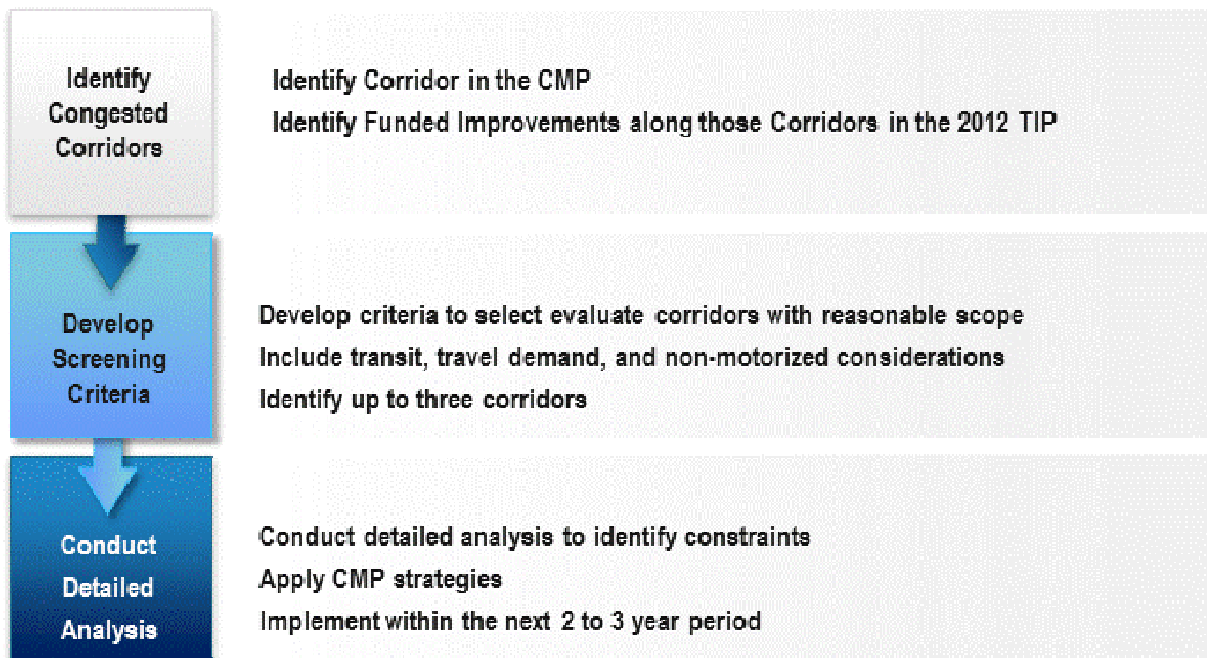 Identify
Congested
Corridors
Identify Corridor in the CMP
Identify Funded Improvements along those Corridors in the 2012 TIP
Develop
Screening
Criteria
Develop criteria to select evaluate corridors with reasonable scope
Include transit, travel demand, and non-motorized considerations
Identify up to three corridors
Conduct
Detailed
Analysis
Conduct detailed analysis to identify constraints
Apply CMP strategies
Implement within the next 2 to 3 year period